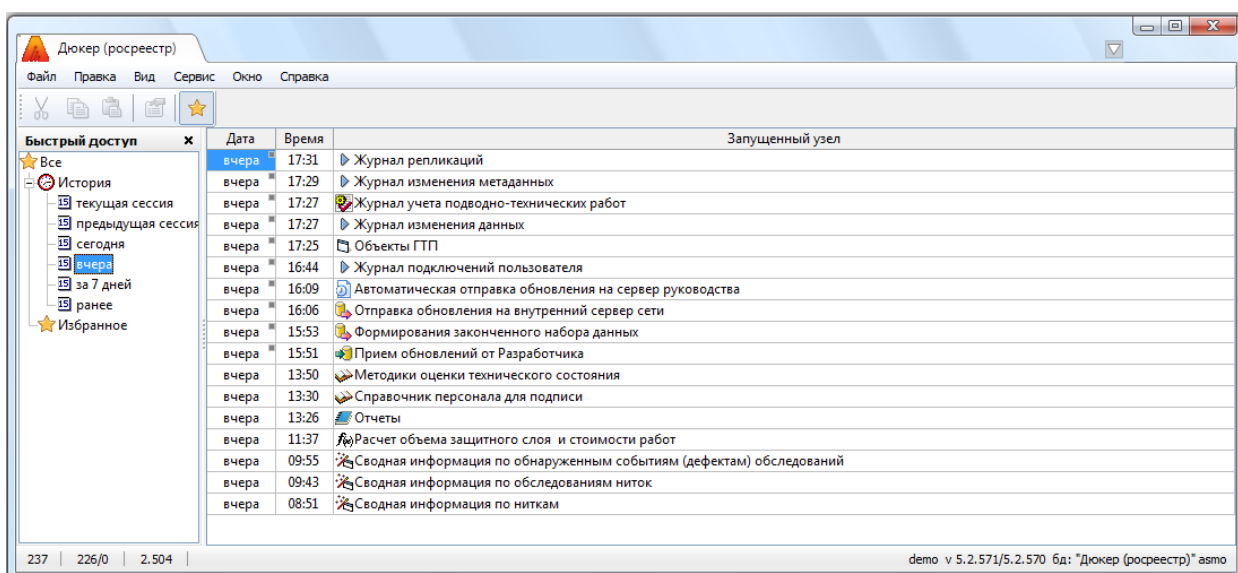 Дюкер (росреестр)
Файл Правка Вид Сервис Окно Справка
Быстрый доступ
Все
История
текущая сессия
предыдущая сессия
сегодня
вчера
за 7 дней
ранее
Избранное
Дата Время Запущенный узел
вчера 17:31 Журнал репликаций
вчера 17:29 Журнал изменения метаданных
вчера 17:27 Журнал учета подводно-технических работ
вчера 17:27 Журнал изменения данных
вчера 17:25 Объекты ГТП
вчера 16:44 Журнал подключений пользователя
вчера 16:09 Автоматическая отправка обновления на сервер руководства
вчера 16:06 Отправка обновления на внутренний сервер сети
вчера 15:53 Формирования законченного набора данных
вчера 15:51 Прием обновлений от Разработчика
вчера 13:50 Методики оценки технического состояния
вчера 13:30 Справочник персонала для подписи
вчера 13:26 Отчеты
вчера 11:37 Расчет объема защитного слоя и стоимости работ
вчера 09:55 Сводная информация по обнаруженным событиям (дефектам) обследований
вчера 09:43 Сводная информация по обследованиям ниток
вчера 08:51 Сводная информация по ниткам
237 226/0 2.504 demo v 5.2.571/5.2.570 бд: "Дюкер (росреестр)" asmo